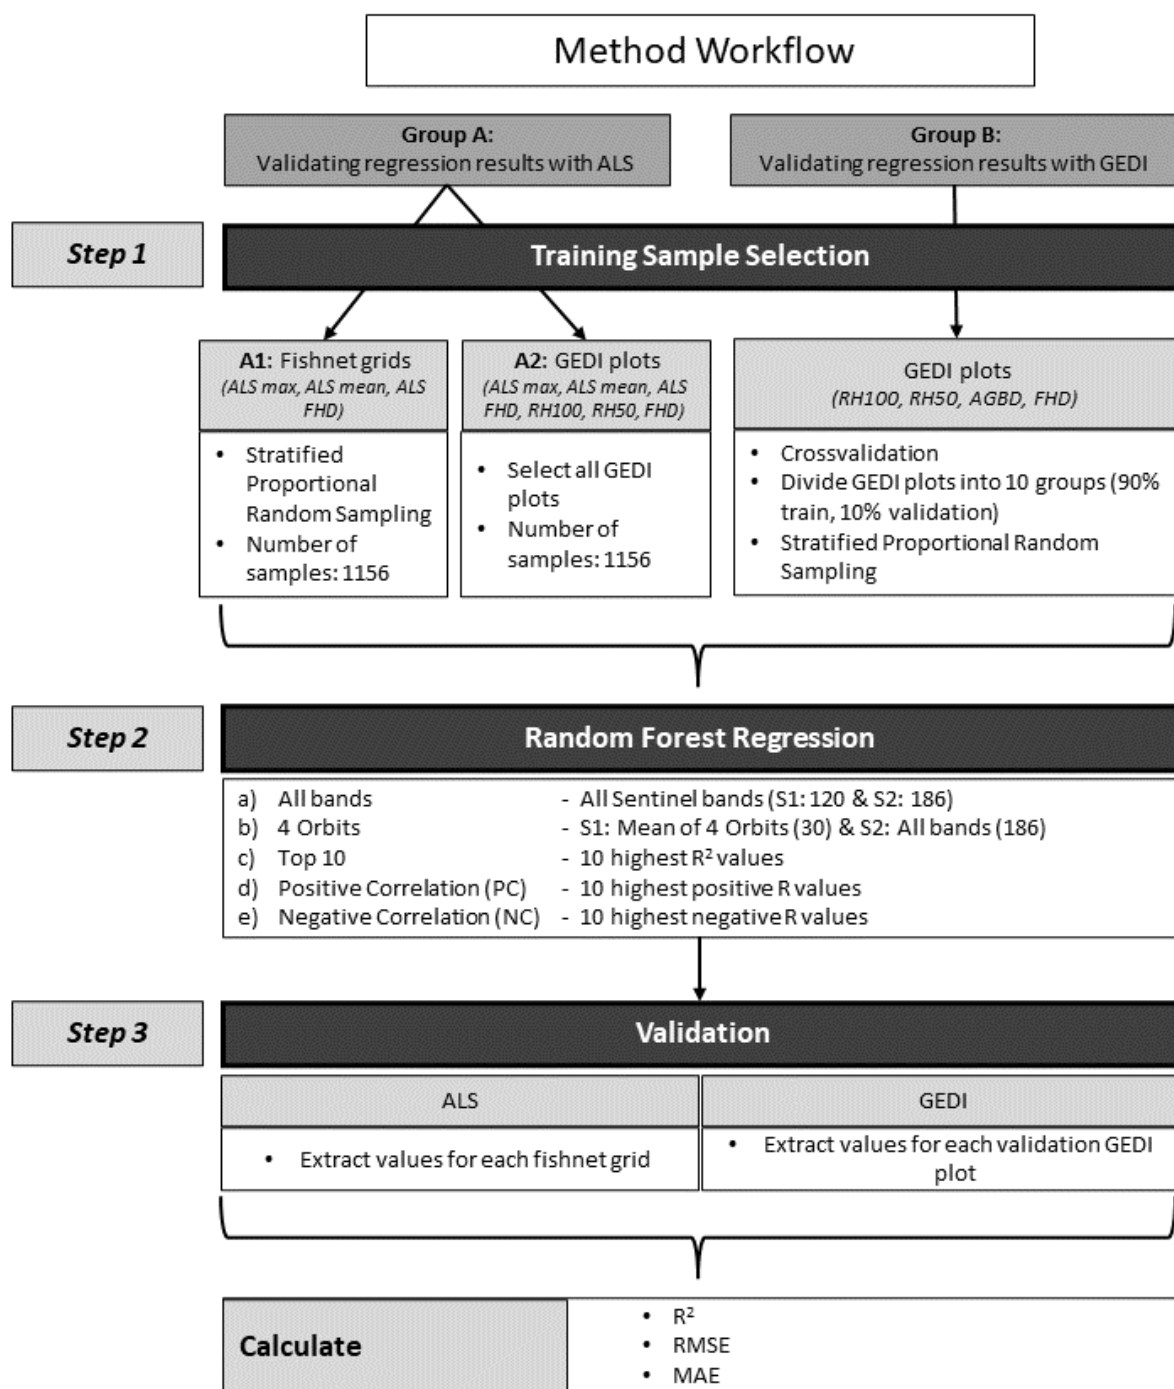 Method Workflow
Group A:
Validating regression results with ALS
Group B:
Validating regression results with GEDI
Step 1
Training Sample Selection
A1: Fishnet grids
(ALS max, ALS mean, ALS
FHD)
• Stratified
Proportional
Random Sampling
• Number of
samples: 1156
A2: GEDI plots
(ALS max, ALS mean, ALS
FHD, RH100, RH50, FHD)
• Select all GEDI
plots
• Number of
samples: 1156
GEDI plots
(RH100, RH50, AGBD, FHD)
• Crossvalidation
• Divide GEDI plots into 10 groups (90%
train, 10% validation)
• Stratified Proportional Random
Sampling
Step 2
Random Forest Regression
a) All bands - All Sentinel bands (S1: 120 & S2: 186)
b) 4 Orbits - S1: Mean of 4 Orbits (30) & S2: All bands (186)
c) Top 10 - 10 highest R² values
d) Positive Correlation (PC) - 10 highest positive R values
e) Negative Correlation (NC) - 10 highest negative R values
Step 3
Validation
ALS
• Extract values for each fishnet grid
GEDI
• Extract values for each validation GEDI
plot
Calculate
• R²
• RMSE
• MAE